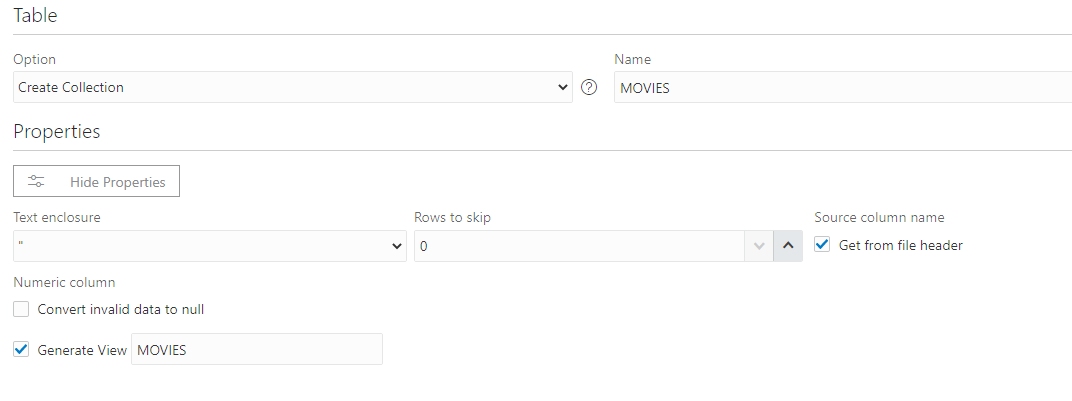 Table
Option
Name
Create Collection
?
MOVIES
Properties
Hide Properties
Text enclosure
Rows to skip
Source column name
"
0
Get from file header
Numeric column
Convert invalid data to null
Generate View
MOVIES